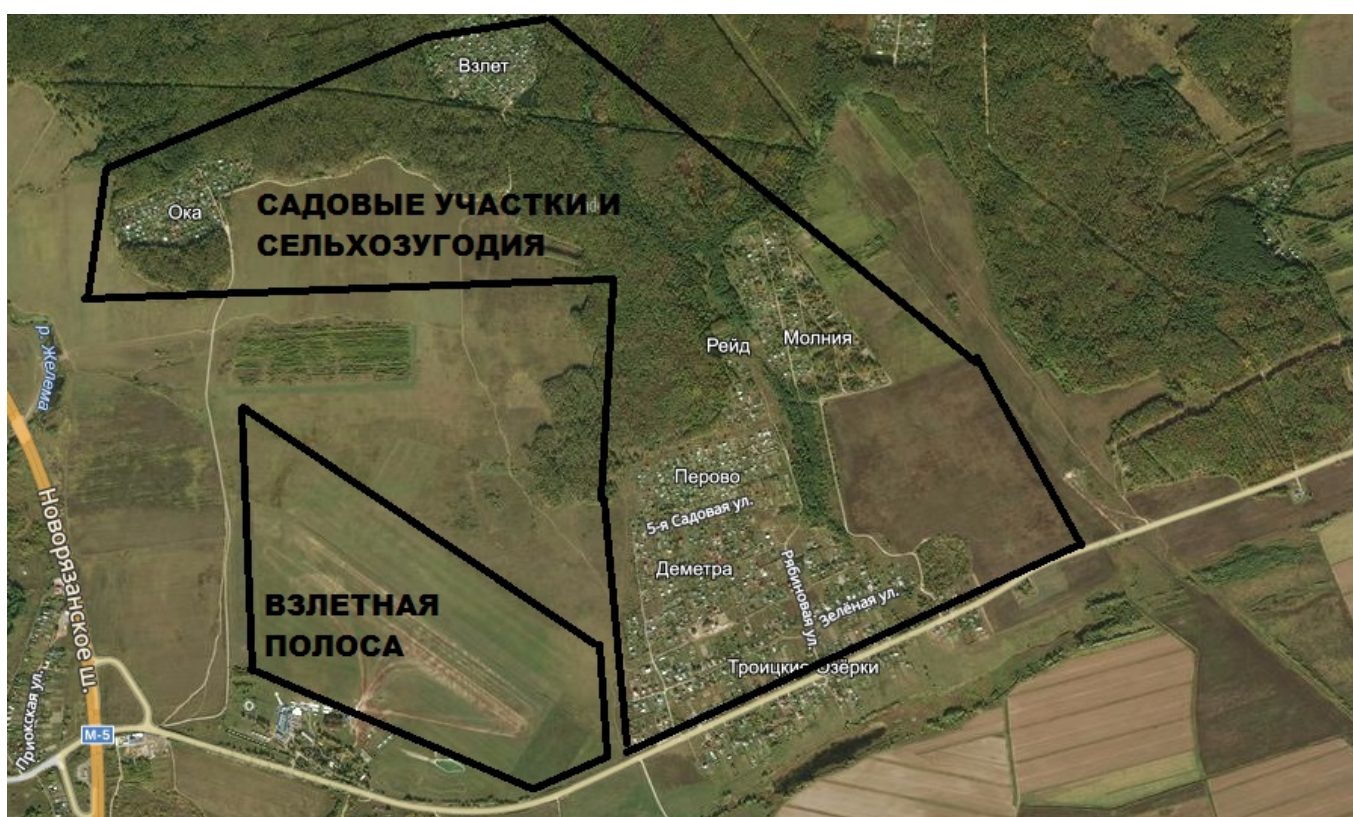 Взлет
Ока
САДОВЫЕ УЧАСТКИ И
СЕЛЬХОЗУГОДИЯ
р. Желема
Рейд
Молния
Перово
5-я Садовая ул.
Новорязанское ш.
Деметра
Рябиновая ул.
Зелёная ул.
ВЗЛЕТНАЯ
ПОЛОСА
Троицкие Озёрки
Приокская ул.
М-5